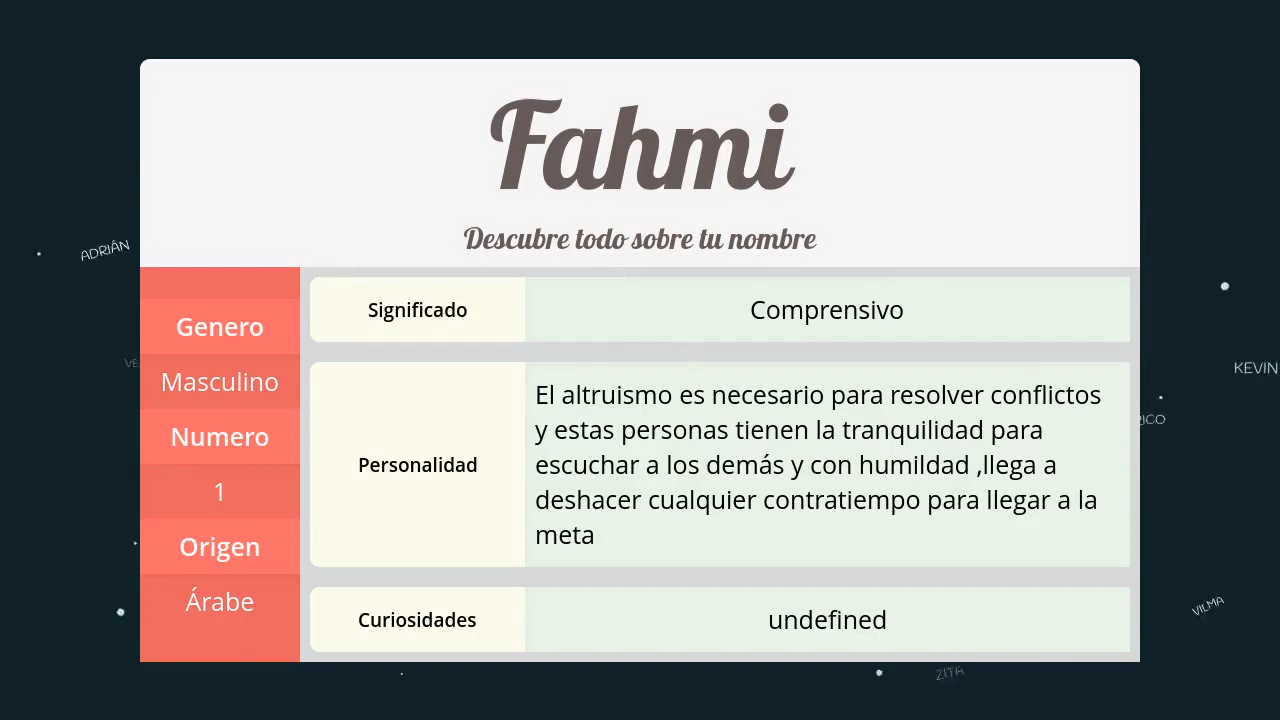 Fahmi
Descubre todo sobre tu nombre
ADRIÁN
Genero
Masculino
Numero
1
Origen
Árabe
Significado
Comprensivo
Personalidad
El altruismo es necesario para resolver conflictos
y estas personas tienen la tranquilidad para
escuchar a los demás y con humildad ,llega a
deshacer cualquier contratiempo para llegar a la
meta
Curiosidades
undefined
KEVIN
VILMA
ZITA